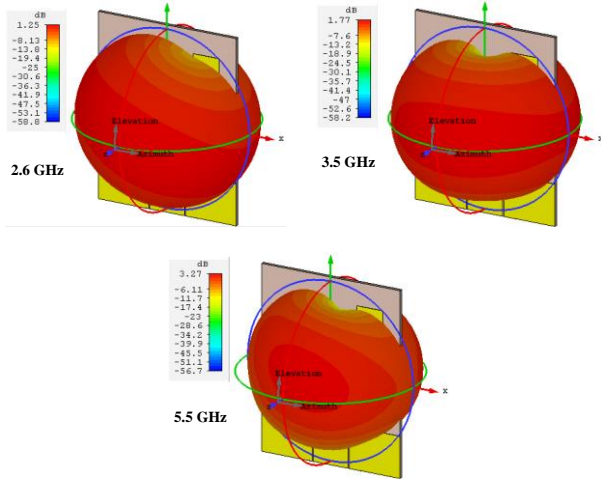 dB
1.25
-8.13
-13.8
-19.4
-25
-30.6
-36.3
-41.9
-47.5
-53.1
-58.8
Elevation
Azimuth
z
x
2.6 GHz
dB
1.77
-7.6
-13.2
-18.9
-24.5
-30.1
-35.7
-41.4
-47
-52.6
-58.2
Elevation
Azimuth
z
x
3.5 GHz
dB
3.27
-6.11
-11.7
-17.4
-23
-28.6
-34.2
-39.9
-45.5
-51.1
-56.7
Elevation
Azimuth
z
x
5.5 GHz